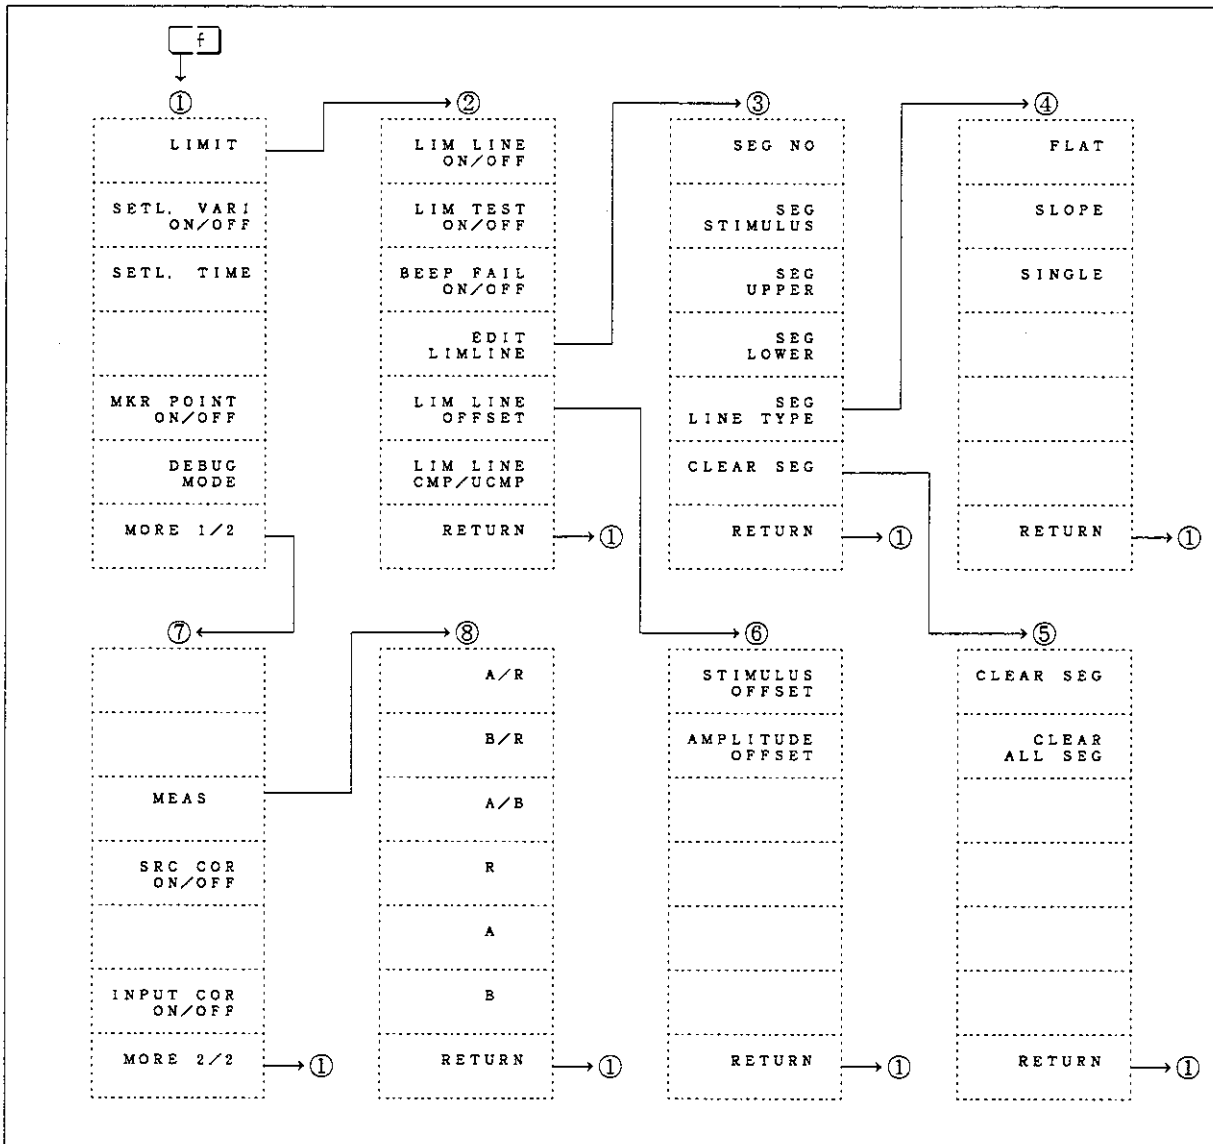 f
①
LIMIT
SETL. VARI
ON/OFF
SETL. TIME
MKR POINT
ON/OFF
DEBUG
MODE
MORE 1/2
②
LIM LINE
ON/OFF
LIM TEST
ON/OFF
BEEP FAIL
ON/OFF
EDIT
LIMLINE
LIM LINE
OFFSET
LIM LINE
CMP/UCMP
RETURN
①
③
SEG NO
SEG
STIMULUS
SEG
UPPER
SEG
LOWER
SEG
LINE TYPE
CLEAR SEG
RETURN
①
④
FLAT
SLOPE
SINGLE
RETURN
①
⑦
MEAS
SRC COR
ON/OFF
INPUT COR
ON/OFF
MORE 2/2
①
⑧
A/R
B/R
A/B
R
A
B
RETURN
①
⑥
STIMULUS
OFFSET
AMPLITUDE
OFFSET
RETURN
①
⑤
CLEAR SEG
CLEAR
ALL SEG
RETURN
①